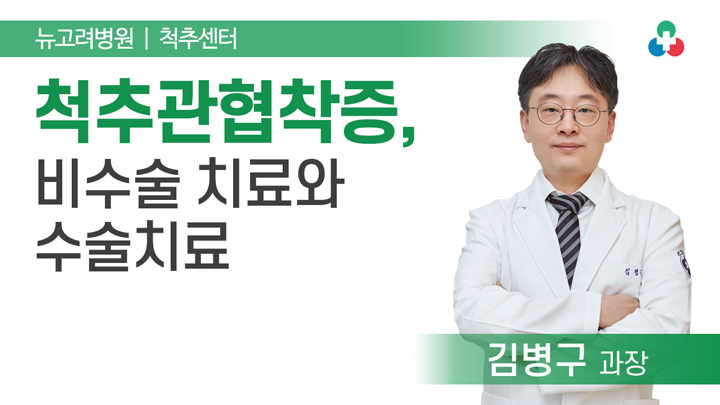 뉴고려병원 | 척추센터
척추관협착증,
비수술 치료와
수술치료
김병구 과장